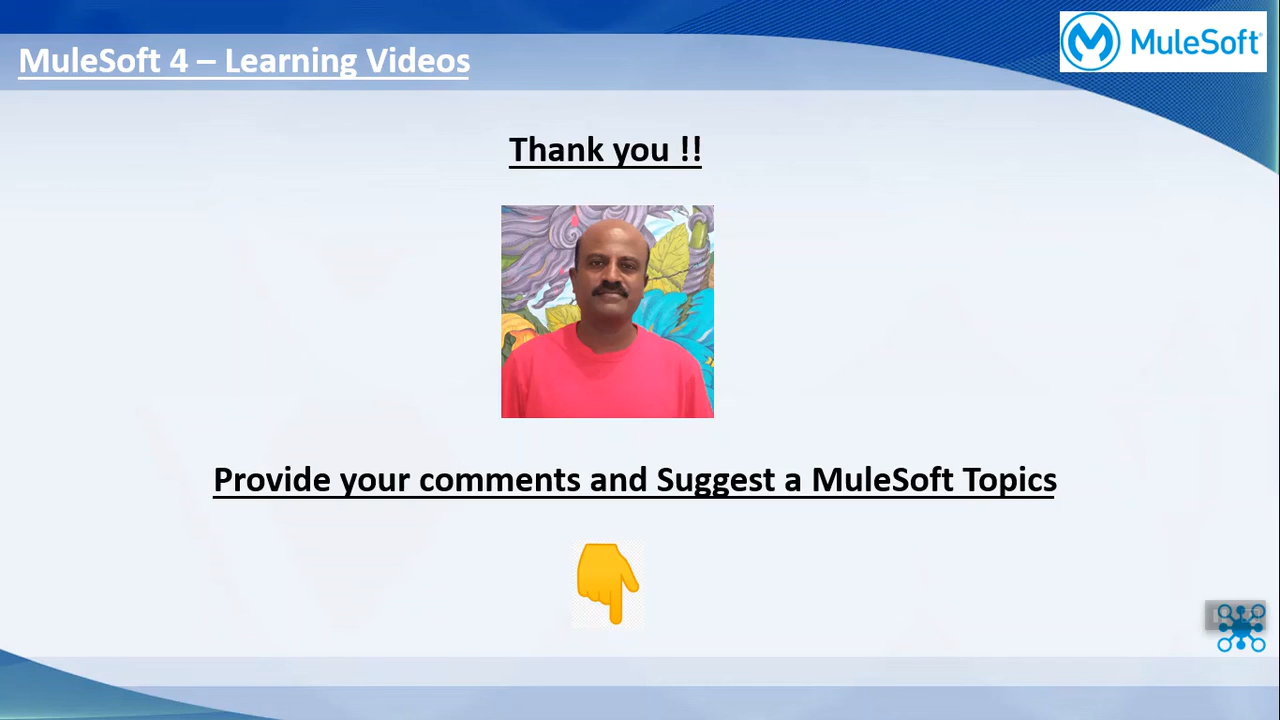 MuleSoft 4 – Learning Videos
MuleSoft
Thank you !!
Provide your comments and Suggest a MuleSoft Topics